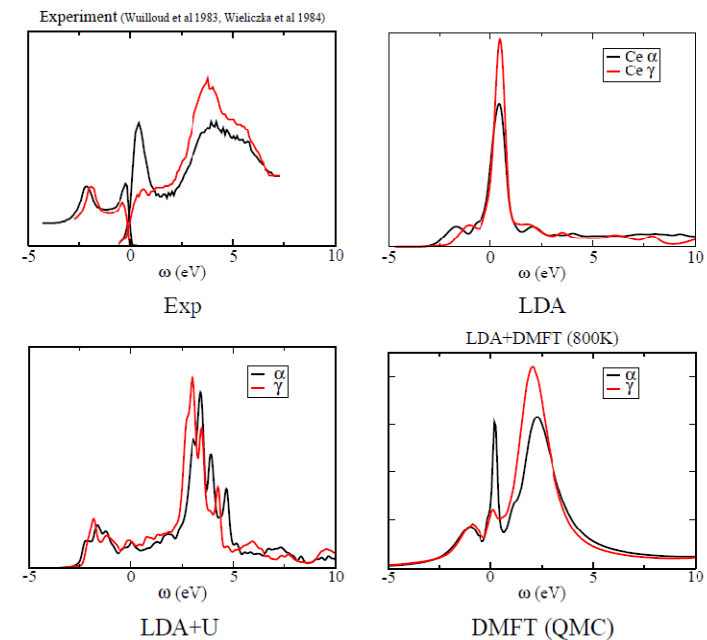 Experiment (Wuilloud et al 1983, Wieliczka et al 1984)
-5 0 5 10
ω (eV)
Exp
Ce α
Ce γ
-5 0 5 10
ω (eV)
LDA
α
γ
-5 0 5 10
ω (eV)
LDA+U
LDA+DMFT (800K)
α
γ
-5 0 5 10
ω (eV)
DMFT (QMC)